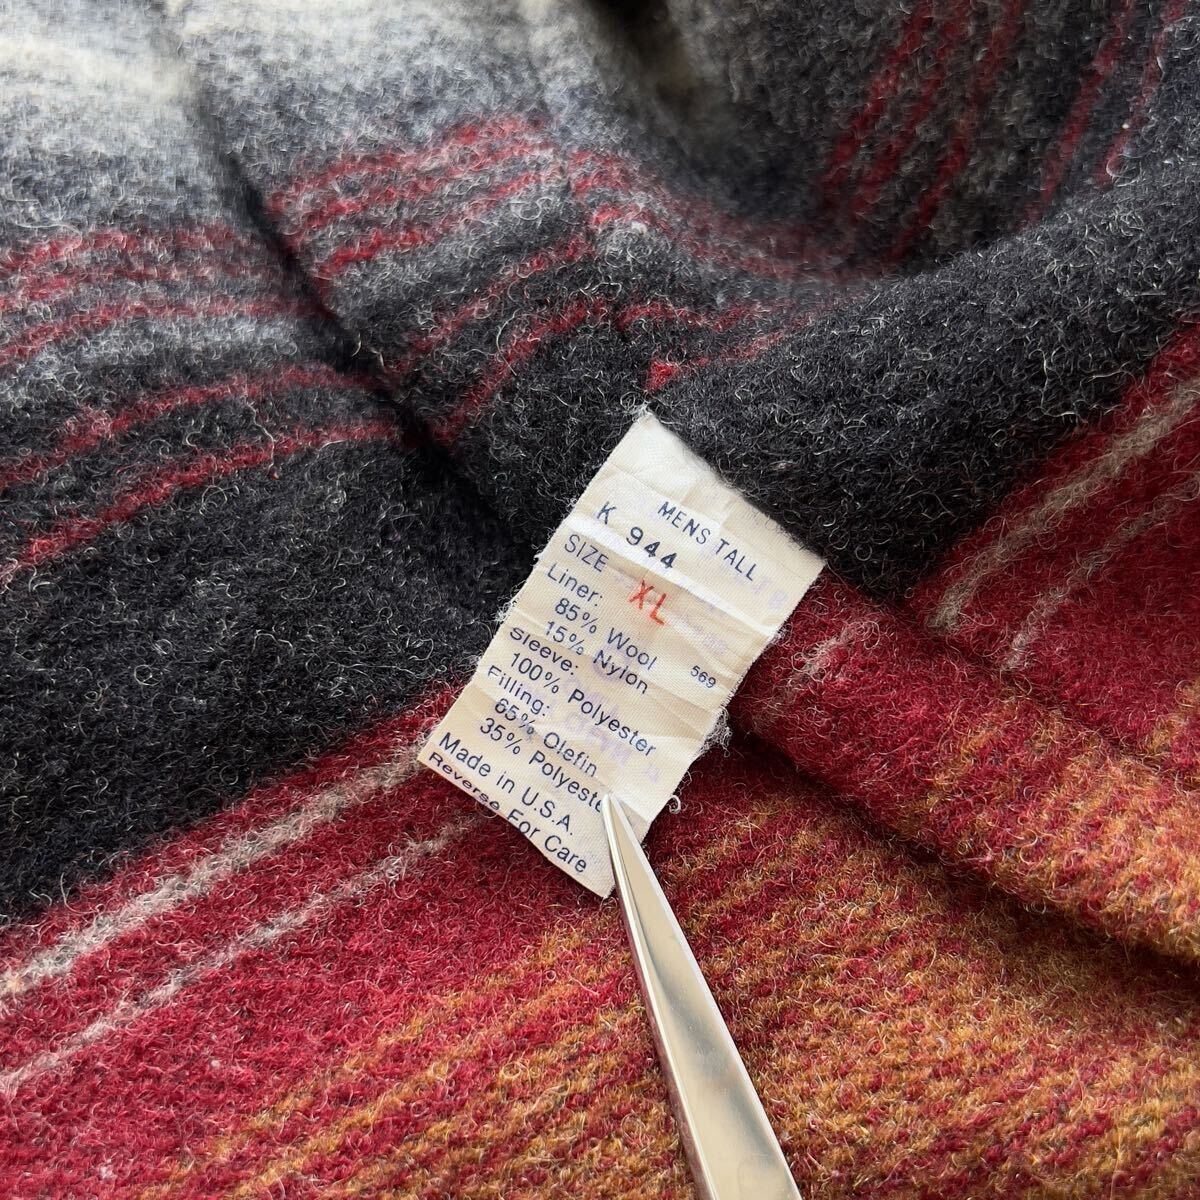 MENS TALL
K 944
SIZE XL
Liner:
85% Wool
15% Nylon 569
Sleeve:
100% Polyester
Filling:
65% Olefin
35% Polyeste
Made in U.S.A.
Reverse For Care